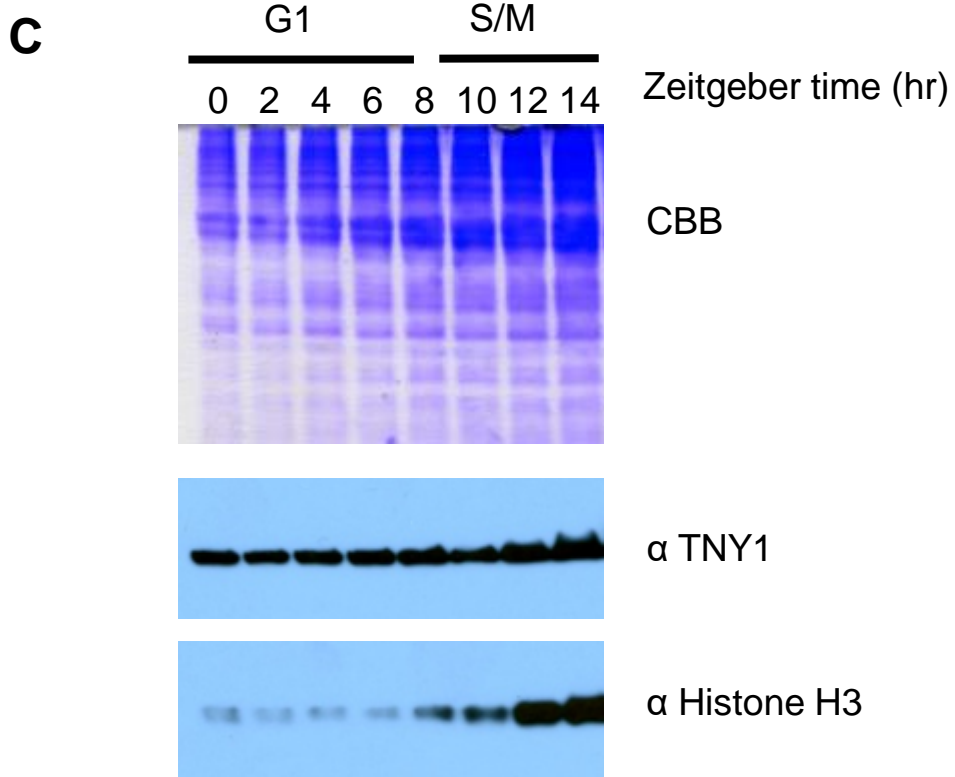 C
G1 S/M
0 2 4 6 8 10 12 14 Zeitgeber time (hr)
CBB
α TNY1
α Histone H3